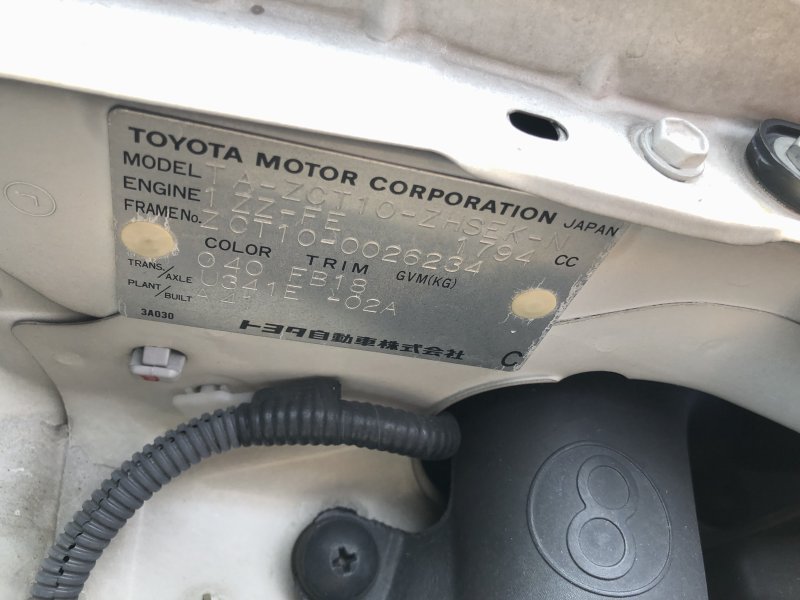 TOYOTA MOTOR CORPORATION JAPAN
MODEL TA-ZCT10-ZHSEK-N
ENGINE 1ZZ-FE 1794 CC
FRAME No. ZCT10-0026234
COLOR TRIM GVM(KG)
040 FB18
TRANS./AXLE U341E -02A
PLANT/BUILT A4
3A030
トヨタ自動車株式会社 C
8